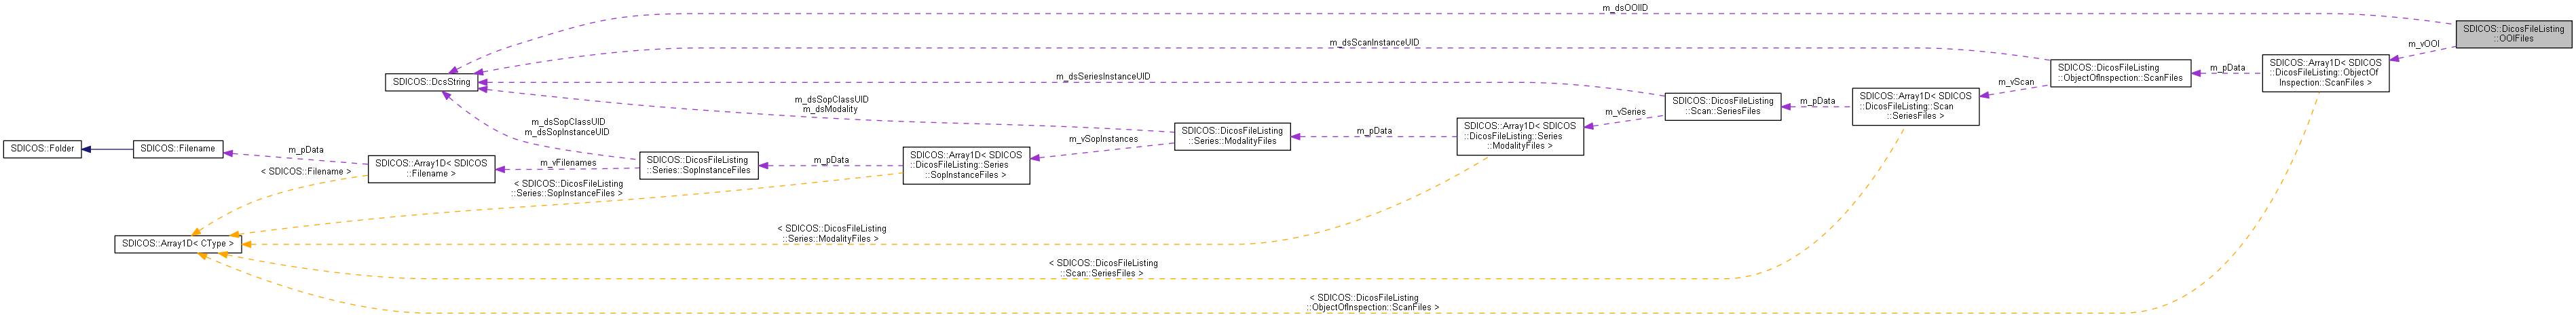 m_dsOOIID
SDICOS::DicosFileListing
::OOIFiles
m_vOOI
m_dsScanInstanceUID
SDICOS::Array1D< SDICOS
::DicosFileListing::ObjectOf
Inspection::ScanFiles >
m_pData
SDICOS::DicosFileListing
::ObjectOfInspection::ScanFiles
m_vScan
SDICOS::DcsString
m_dsSeriesInstanceUID
SDICOS::Array1D< SDICOS
::DicosFileListing::Scan
::SeriesFiles >
m_pData
SDICOS::DicosFileListing
::Scan::SeriesFiles
m_vSeries
m_dsSopClassUID
m_dsModality
SDICOS::Array1D< SDICOS
::DicosFileListing::Series
::ModalityFiles >
m_pData
SDICOS::DicosFileListing
::Series::ModalityFiles
m_vSopInstances
m_dsSopClassUID
m_dsSopInstanceUID
SDICOS::Array1D< SDICOS
::DicosFileListing::Series
::SopInstanceFiles >
m_pData
SDICOS::DicosFileListing
::Series::SopInstanceFiles
m_vFilenames
SDICOS::Array1D< SDICOS
::Filename >
m_pData
SDICOS::Filename
SDICOS::Folder
< SDICOS::Filename >
< SDICOS::DicosFileListing
::Series::SopInstanceFiles >
SDICOS::Array1D< CType >
< SDICOS::DicosFileListing
::Series::ModalityFiles >
< SDICOS::DicosFileListing
::Scan::SeriesFiles >
< SDICOS::DicosFileListing
::ObjectOfInspection::ScanFiles >